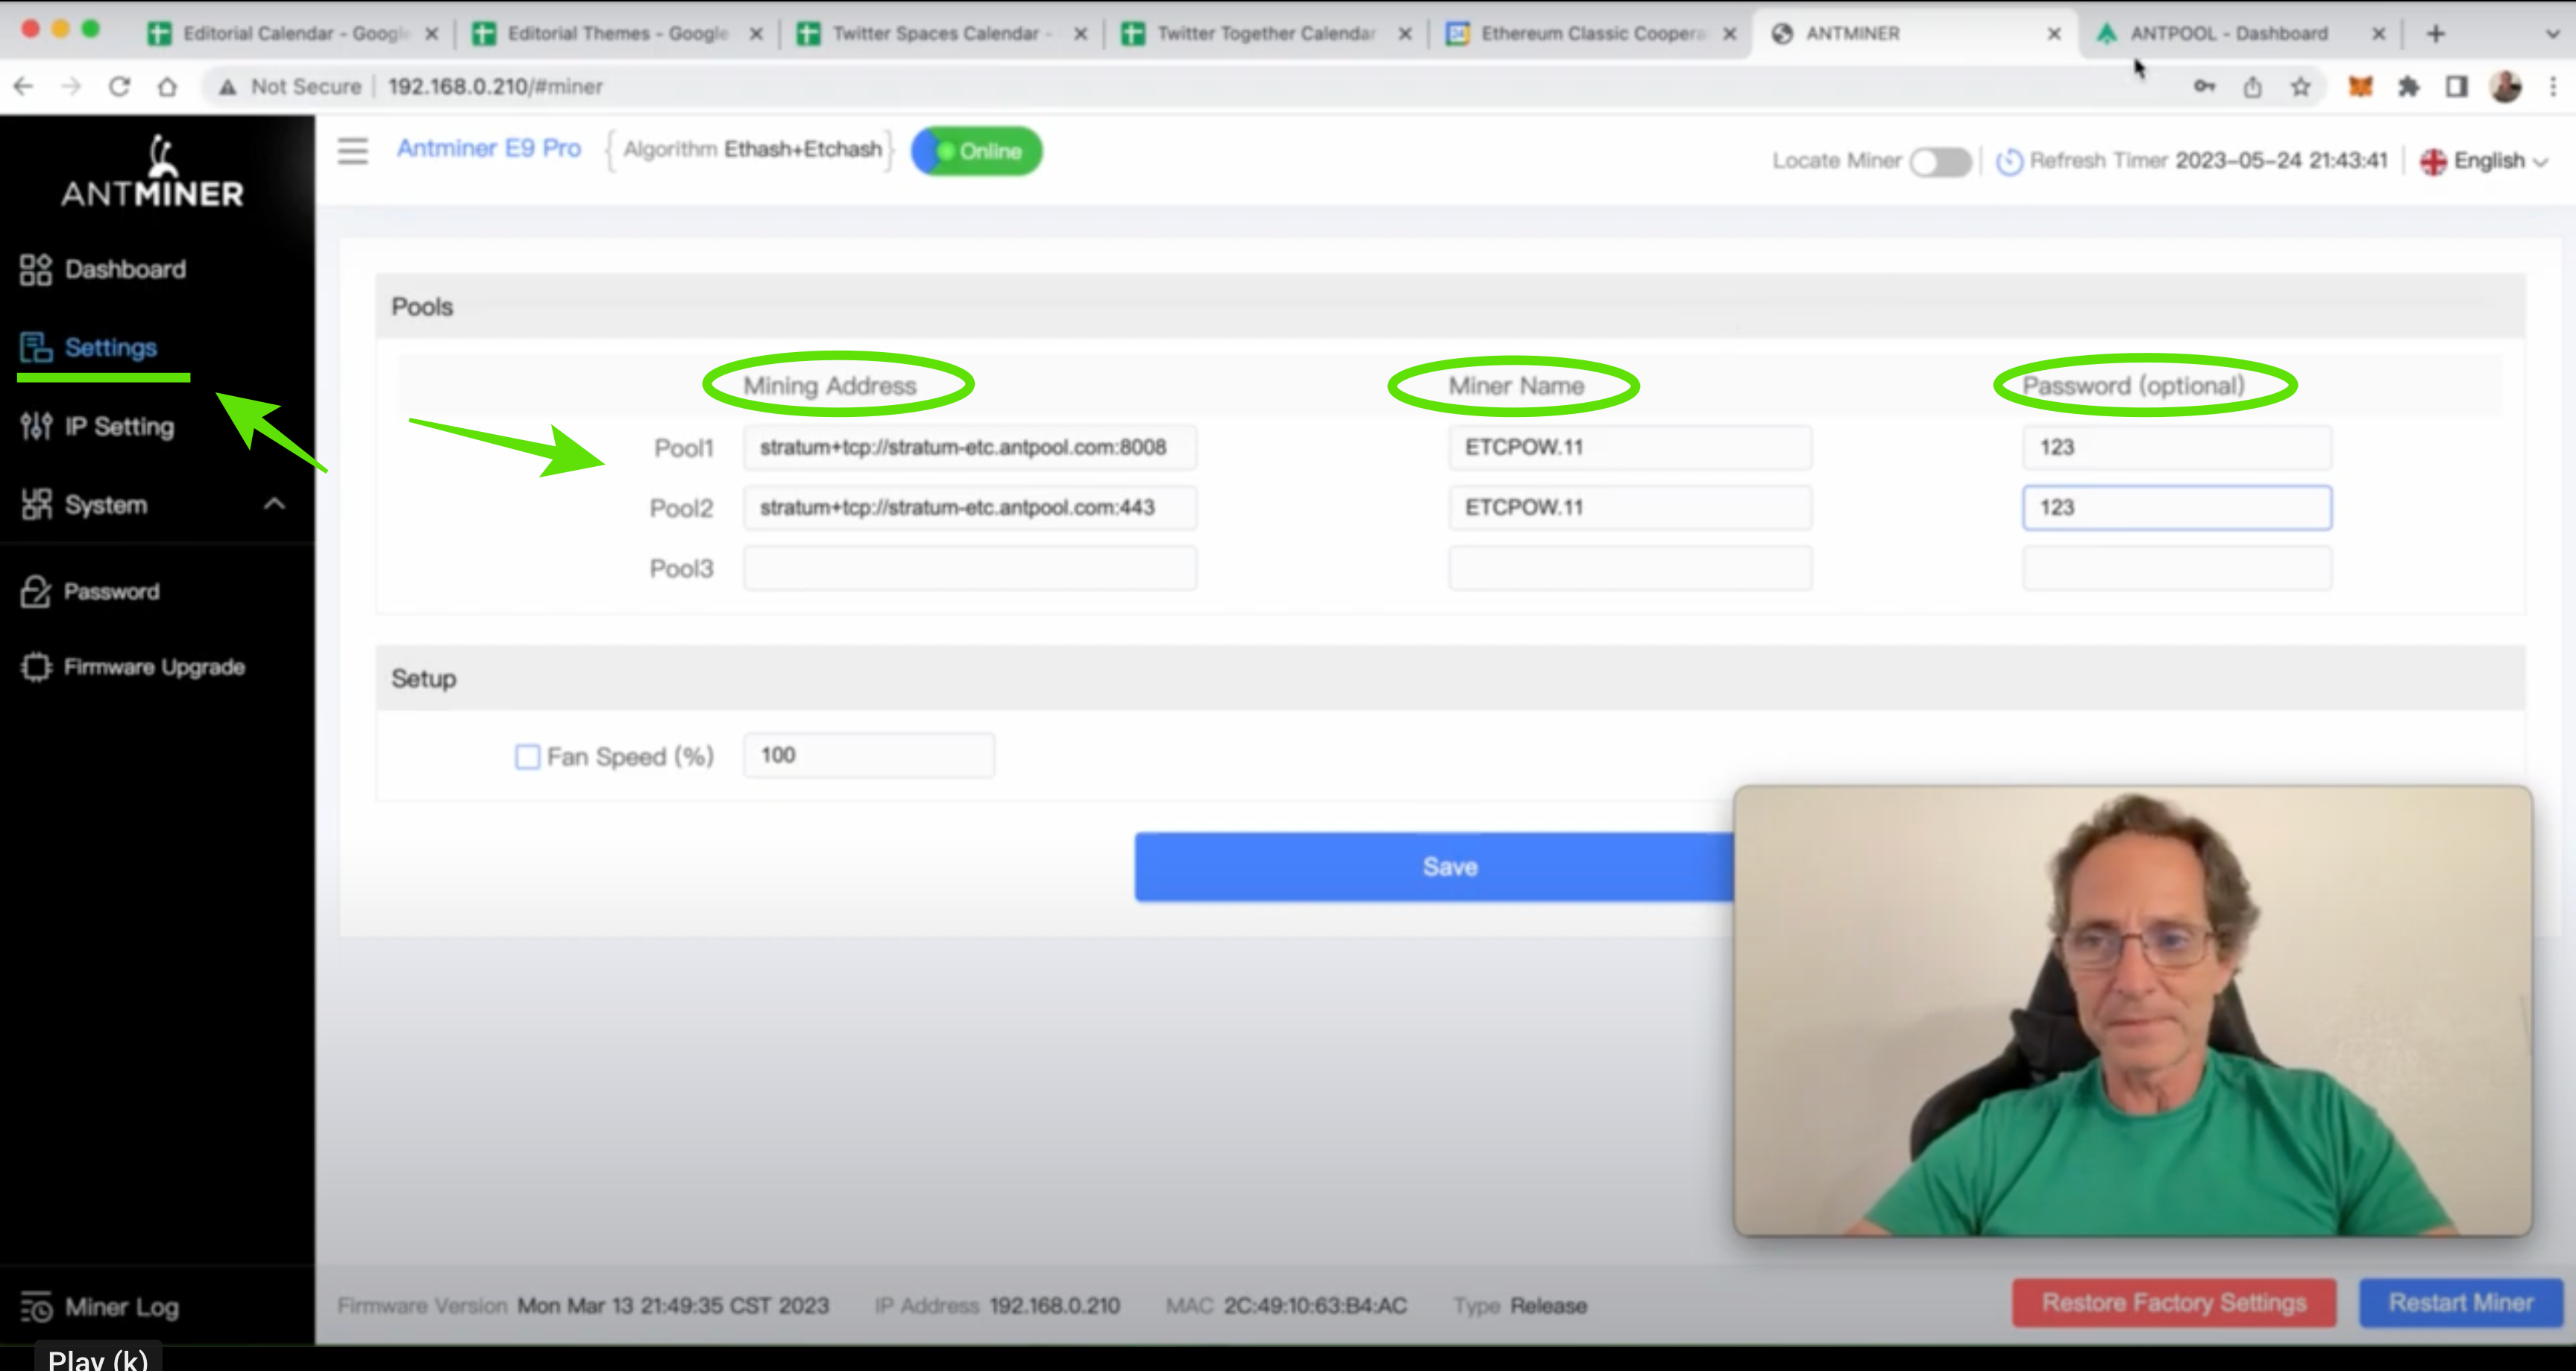 Editorial Calendar - Google
Editorial Themes - Google
Twitter Spaces Calendar -
Twitter Together Calendar
Ethereum Classic Coopera
ANTMINER
ANTPOOL - Dashboard
Not Secure
192.168.0.210/#miner
ANTMINER
Antminer E9 Pro
Algorithm Ethash+Etchash
Online
Locate Miner
Refresh Timer 2023-05-24 21:43:41
English
Dashboard
Settings
IP Setting
System
Password
Firmware Upgrade
Miner Log
Pools
Mining Address
Miner Name
Password (optional)
Pool1
stratum+tcp://stratum-etc.antpool.com:8008
ETCPOW.11
123
Pool2
stratum+tcp://stratum-etc.antpool.com:443
ETCPOW.11
123
Pool3
Setup
Fan Speed (%)
100
Save
Firmware Version Mon Mar 13 21:49:35 CST 2023
IP Address 192.168.0.210
MAC 2C:49:10:63:B4:AC
Type Release
Restore Factory Settings
Restart Miner
Play (k)